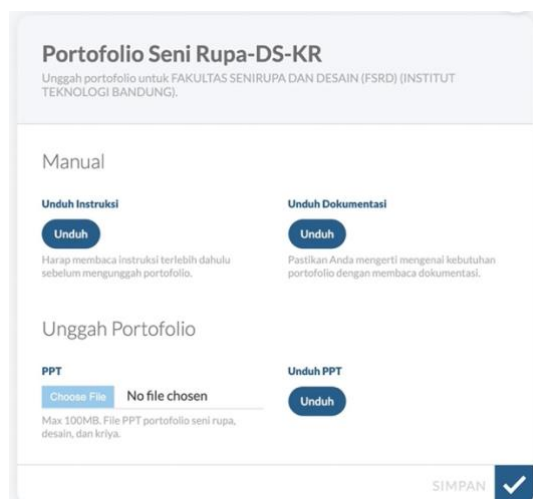 Portofolio Seni Rupa-DS-KR
Unggah portofolio untuk FAKULTAS SENIRUPA DAN DESAIN (FSRD) (INSTITUT
TEKNOLOGI BANDUNG).
Manual
Unduh Instruksi
Unduh
Harap membaca instruksi terlebih dahulu
sebelum mengunggah portofolio.
Unduh Dokumentasi
Unduh
Pastikan Anda mengerti mengenai kebutuhan
portofolio dengan membaca dokumentasi.
Unggah Portofolio
PPT
Choose File No file chosen
Max 100MB. File PPT portofolio seni rupa,
desain, dan kriya.
Unduh PPT
Unduh
SIMPAN